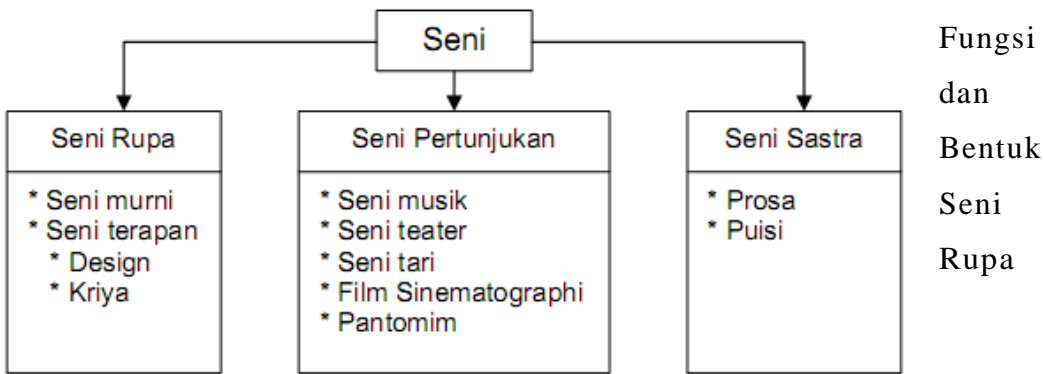 Seni
Seni Rupa
* Seni murni
* Seni terapan
* Design
* Kriya
Seni Pertunjukan
* Seni musik
* Seni teater
* Seni tari
* Film Sinematographi
* Pantomim
Seni Sastra
* Prosa
* Puisi
Fungsi
dan
Bentuk
Seni
Rupa